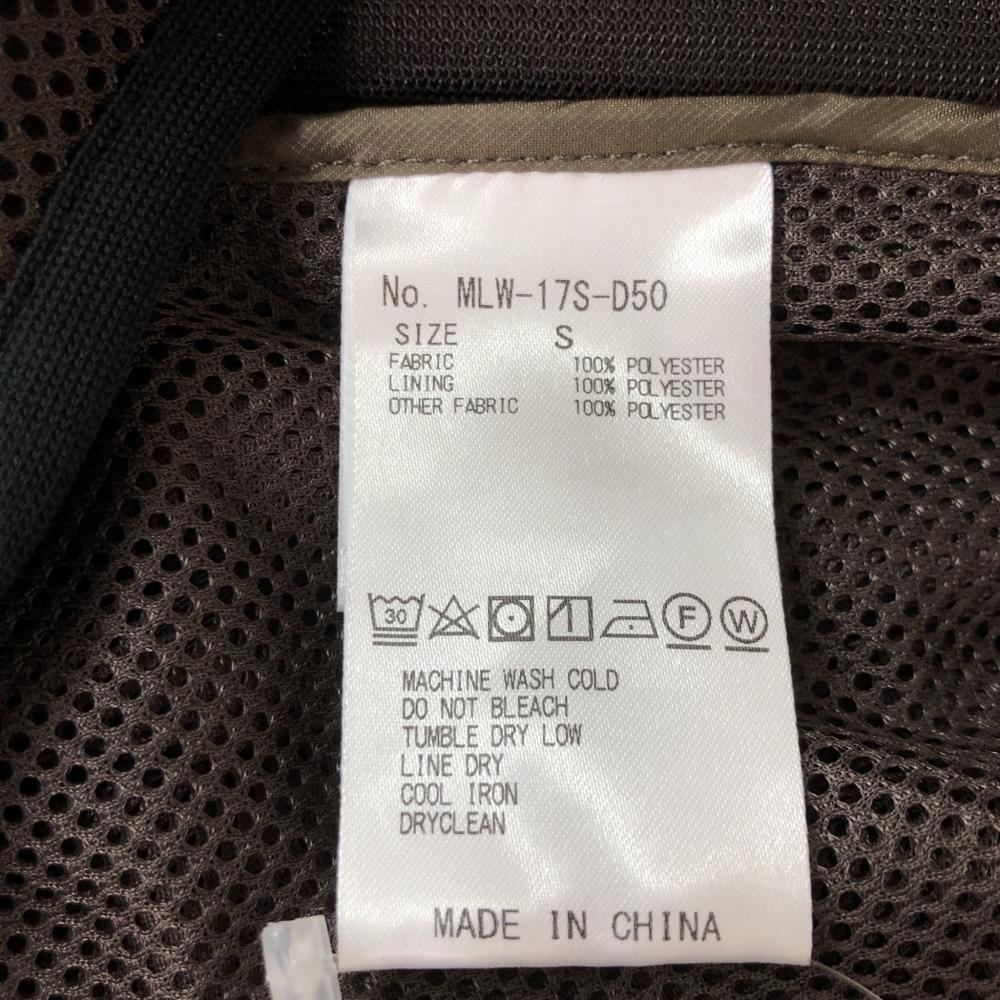 No. MLW-17S-D50
SIZE S
FABRIC 100% POLYESTER
LINING 100% POLYESTER
OTHER FABRIC 100% POLYESTER
30 F W
MACHINE WASH COLD
DO NOT BLEACH
TUMBLE DRY LOW
LINE DRY
COOL IRON
DRYCLEAN
MADE IN CHINA